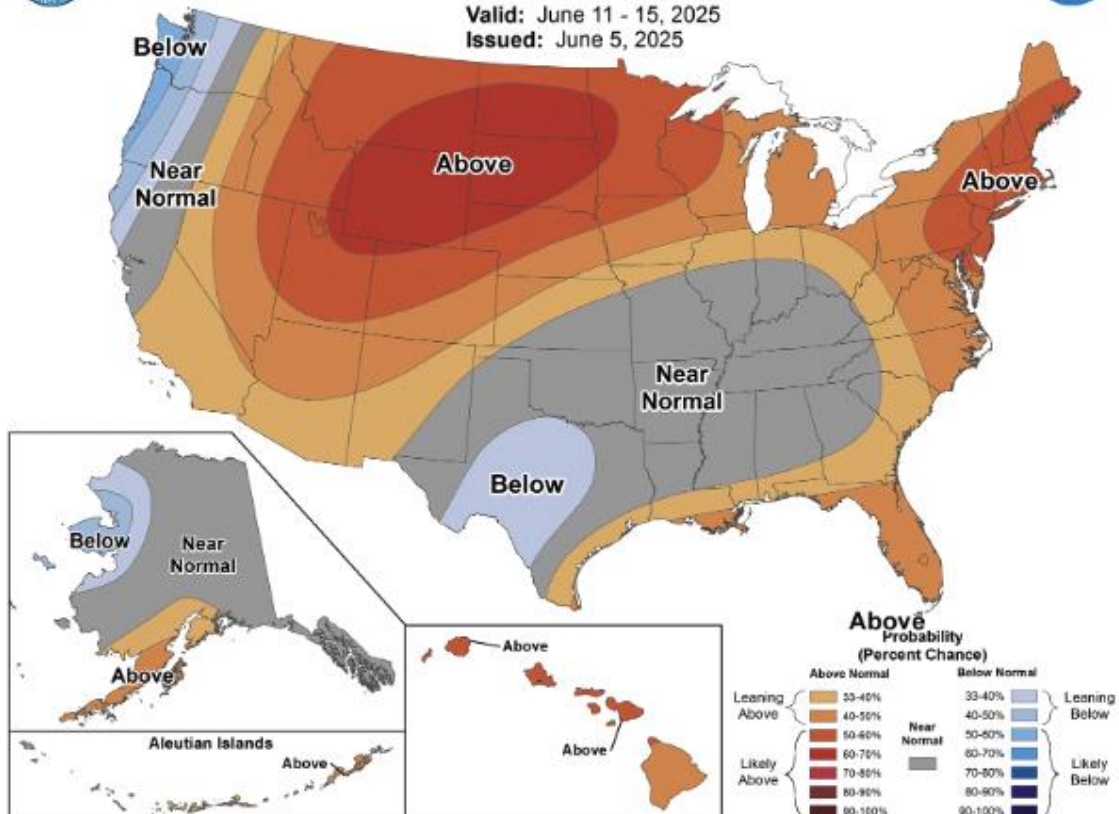 Valid: June 11 - 15, 2025
Issued: June 5, 2025
Below
Near
Normal
Above
Above
Near
Normal
Below
Below
Near
Normal
Above
Aleutian Islands
Above
Above
Above
Above
Probability
(Percent Chance)
Above Normal
Below Normal
Leaning
Above
33-40%
40-50%
Likely
Above
50-60%
60-70%
70-80%
80-90%
90-100%
Near
Normal
33-40%
40-50%
Leaning
Below
50-60%
60-70%
70-80%
80-90%
90-100%
Likely
Below